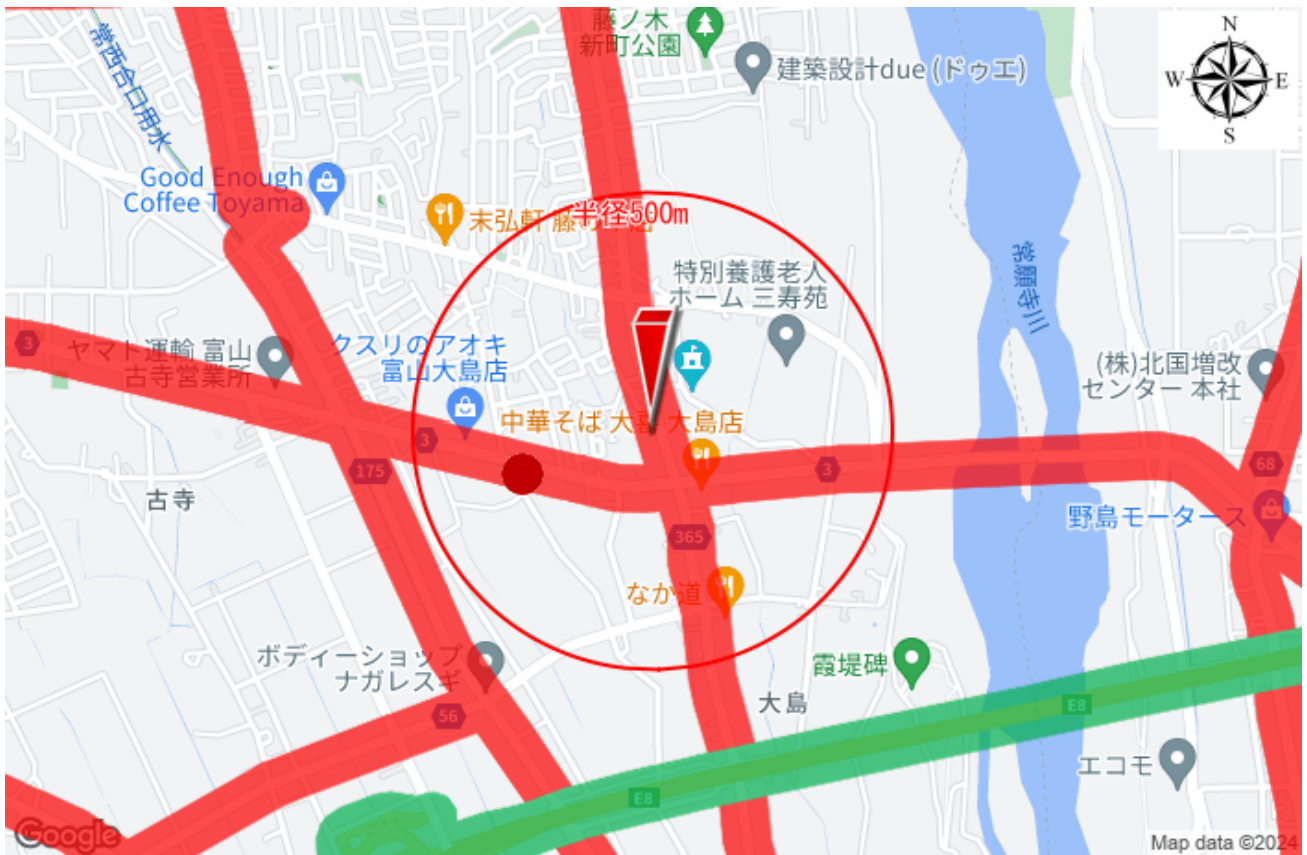 藤ノ木
新町公園
建築設計due (ドゥエ)
N
W
E
S
常西合口用水
Good Enough
Coffee Toyama
半径500m
末弘軒 藤の木店
特別養護老人
ホーム 三寿苑
常願寺川
3
ヤマト運輸 富山
古寺営業所
クスリのアオキ
富山大島店
(株)北国増改
センター 本社
中華そば 大喜 大島店
3
3
175
68
古寺
野島モータース
365
なか道
ボディーショップ
ナガレスギ
霞堤碑
大島
56
E8
エコモ
E8
Google
Map data ©2024